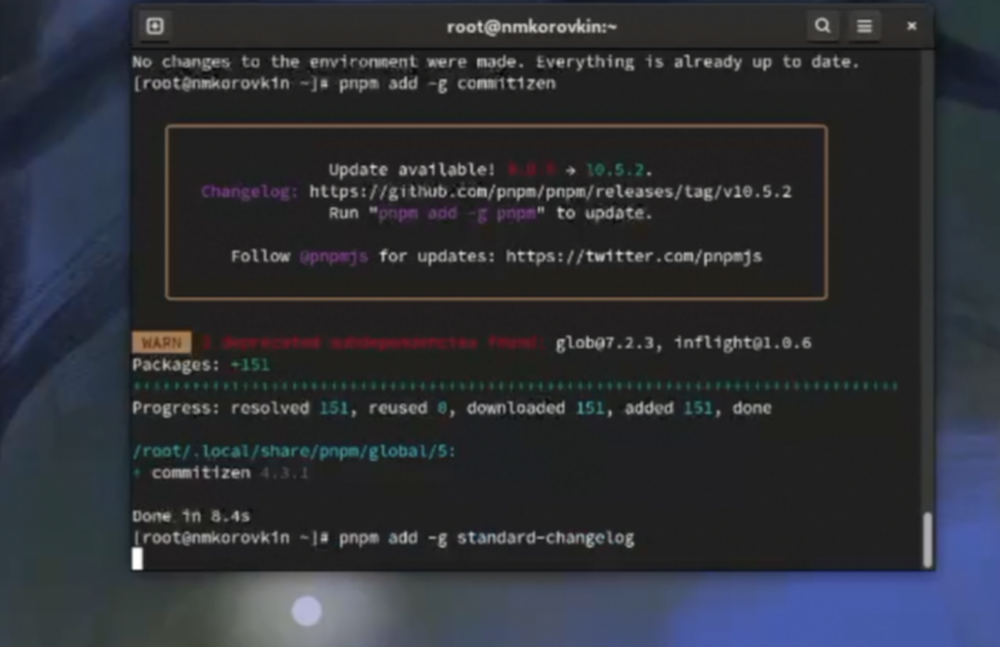 root@nmkorovkin:~
No changes to the environment were made. Everything is already up to date.
[root@nmkorovkin ~]# pnpm add -g commitizen
Update available! → 10.5.2.
Changelog: https://github.com/pnpm/pnpm/releases/tag/v10.5.2
Run "pnpm add -g pnpm" to update.
Follow @pnpmjs for updates: https://twitter.com/pnpmjs
WARN deprecated subdependencies found: glob@7.2.3, inflight@1.0.6
Packages: +151
Progress: resolved 151, reused 0, downloaded 151, added 151, done
/root/.local/share/pnpm/global/5:
+ commitizen 4.3.1
Done in 8.4s
[root@nmkorovkin ~]# pnpm add -g standard-changelog